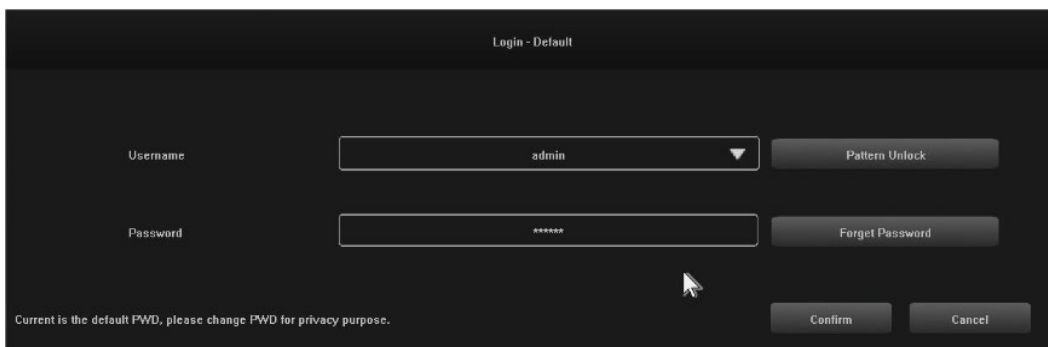 Login - Default
Username admin Pattern Unlock
Password ****** Forget Password
Current is the default PWD, please change PWD for privacy purpose. Confirm Cancel